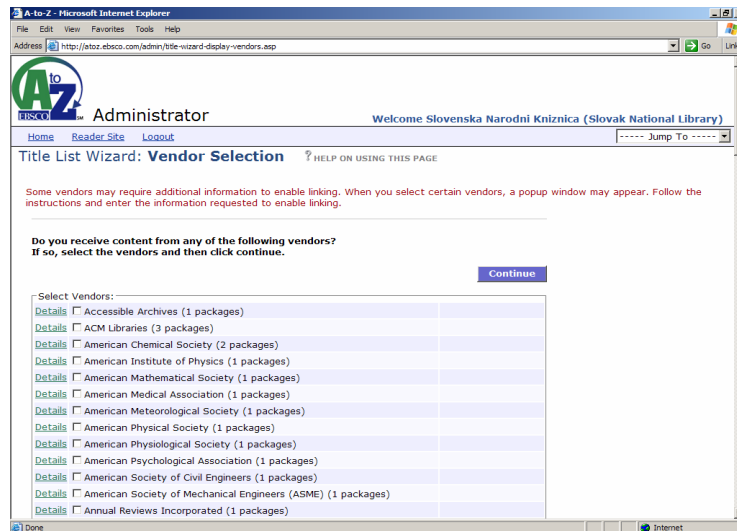 A-to-Z - Microsoft Internet Explorer
File Edit View Favorites Tools Help
Address http://atoz.ebsco.com/admin/title-wizard-display-vendors.asp Go Link
A to Z
EBSCO SM Administrator
Welcome Slovenska Narodni Kniznica (Slovak National Library)
Home Reader Site Logout ----- Jump To -----
Title List Wizard: Vendor Selection ? HELP ON USING THIS PAGE
Some vendors may require additional information to enable linking. When you select certain vendors, a popup window may appear. Follow the
instructions and enter the information requested to enable linking.
Do you receive content from any of the following vendors?
If so, select the vendors and then click continue.
Continue
Select Vendors:
Details Accessible Archives (1 packages)
Details ACM Libraries (3 packages)
Details American Chemical Society (2 packages)
Details American Institute of Physics (1 packages)
Details American Mathematical Society (1 packages)
Details American Medical Association (1 packages)
Details American Meteorological Society (1 packages)
Details American Physical Society (1 packages)
Details American Physiological Society (1 packages)
Details American Psychological Association (1 packages)
Details American Society of Civil Engineers (1 packages)
Details American Society of Mechanical Engineers (ASME) (1 packages)
Details Annual Reviews Incorporated (1 packages)
Done Internet